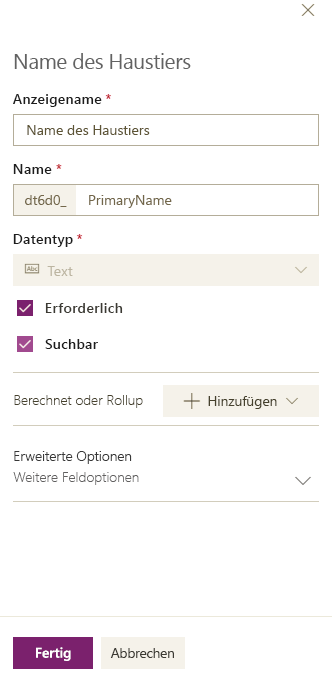 Name des Haustiers
Anzeigename *
Name des Haustiers
Name *
dt6d0_ PrimaryName
Datentyp *
Abc Text
Erforderlich
Suchbar
Berechnet oder Rollup Hinzufügen
Erweiterte Optionen
Weitere Feldoptionen
Fertig Abbrechen